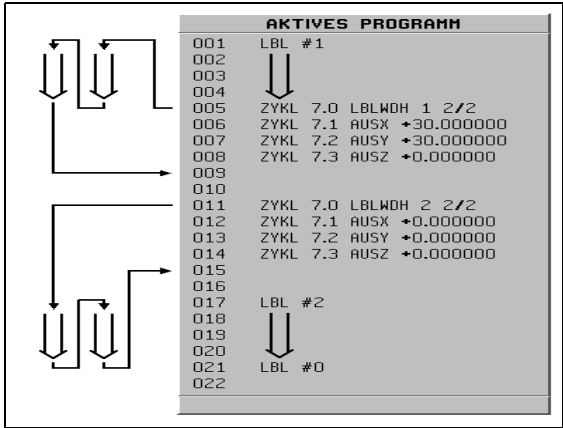 AKTIVES PROGRAMM
001 LBL #1
002
003
004
005 ZYKL 7.0 LBLWDH 1 2/2
006 ZYKL 7.1 AUSX +30.000000
007 ZYKL 7.2 AUSY +30.000000
008 ZYKL 7.3 AUSZ +0.000000
009
010
011 ZYKL 7.0 LBLWDH 2 2/2
012 ZYKL 7.1 AUSX +0.000000
013 ZYKL 7.2 AUSY +0.000000
014 ZYKL 7.3 AUSZ +0.000000
015
016
017 LBL #2
018
019
020
021 LBL #0
022